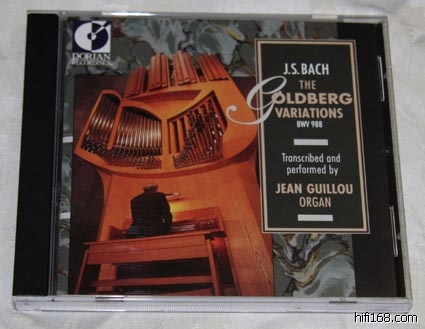 DORIAN
RECORDINGS
J.S. BACH
THE
GOLDBERG
VARIATIONS
BWV 988
Transcribed and
performed by
JEAN GUILLOU
ORGAN
hifi168.com